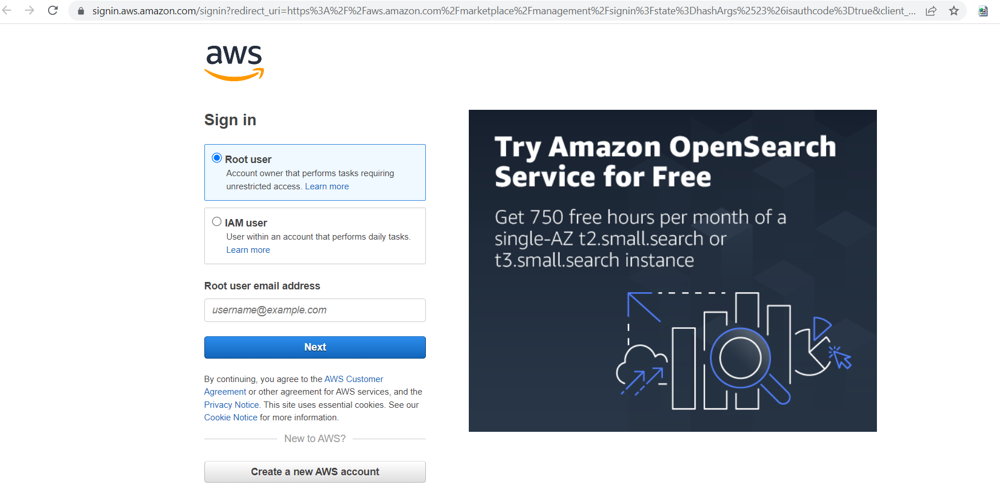 signin.aws.amazon.com/signin?redirect_uri=https%3A%2F%2Faws.amazon.com%2Fmarketplace%2Fmanagement%2Fsignin%3Fstate%3DhashArgs%2523%26isauthcode%3Dtrue&client_...
aws
Sign in
Root user
Account owner that performs tasks requiring
unrestricted access. Learn more
IAM user
User within an account that performs daily tasks.
Learn more
Root user email address
username@example.com
Next
By continuing, you agree to the AWS Customer
Agreement or other agreement for AWS services, and the
Privacy Notice. This site uses essential cookies. See our
Cookie Notice for more information.
New to AWS?
Create a new AWS account
Try Amazon OpenSearch
Service for Free
Get 750 free hours per month of a
single-AZ t2.small.search or
t3.small.search instance